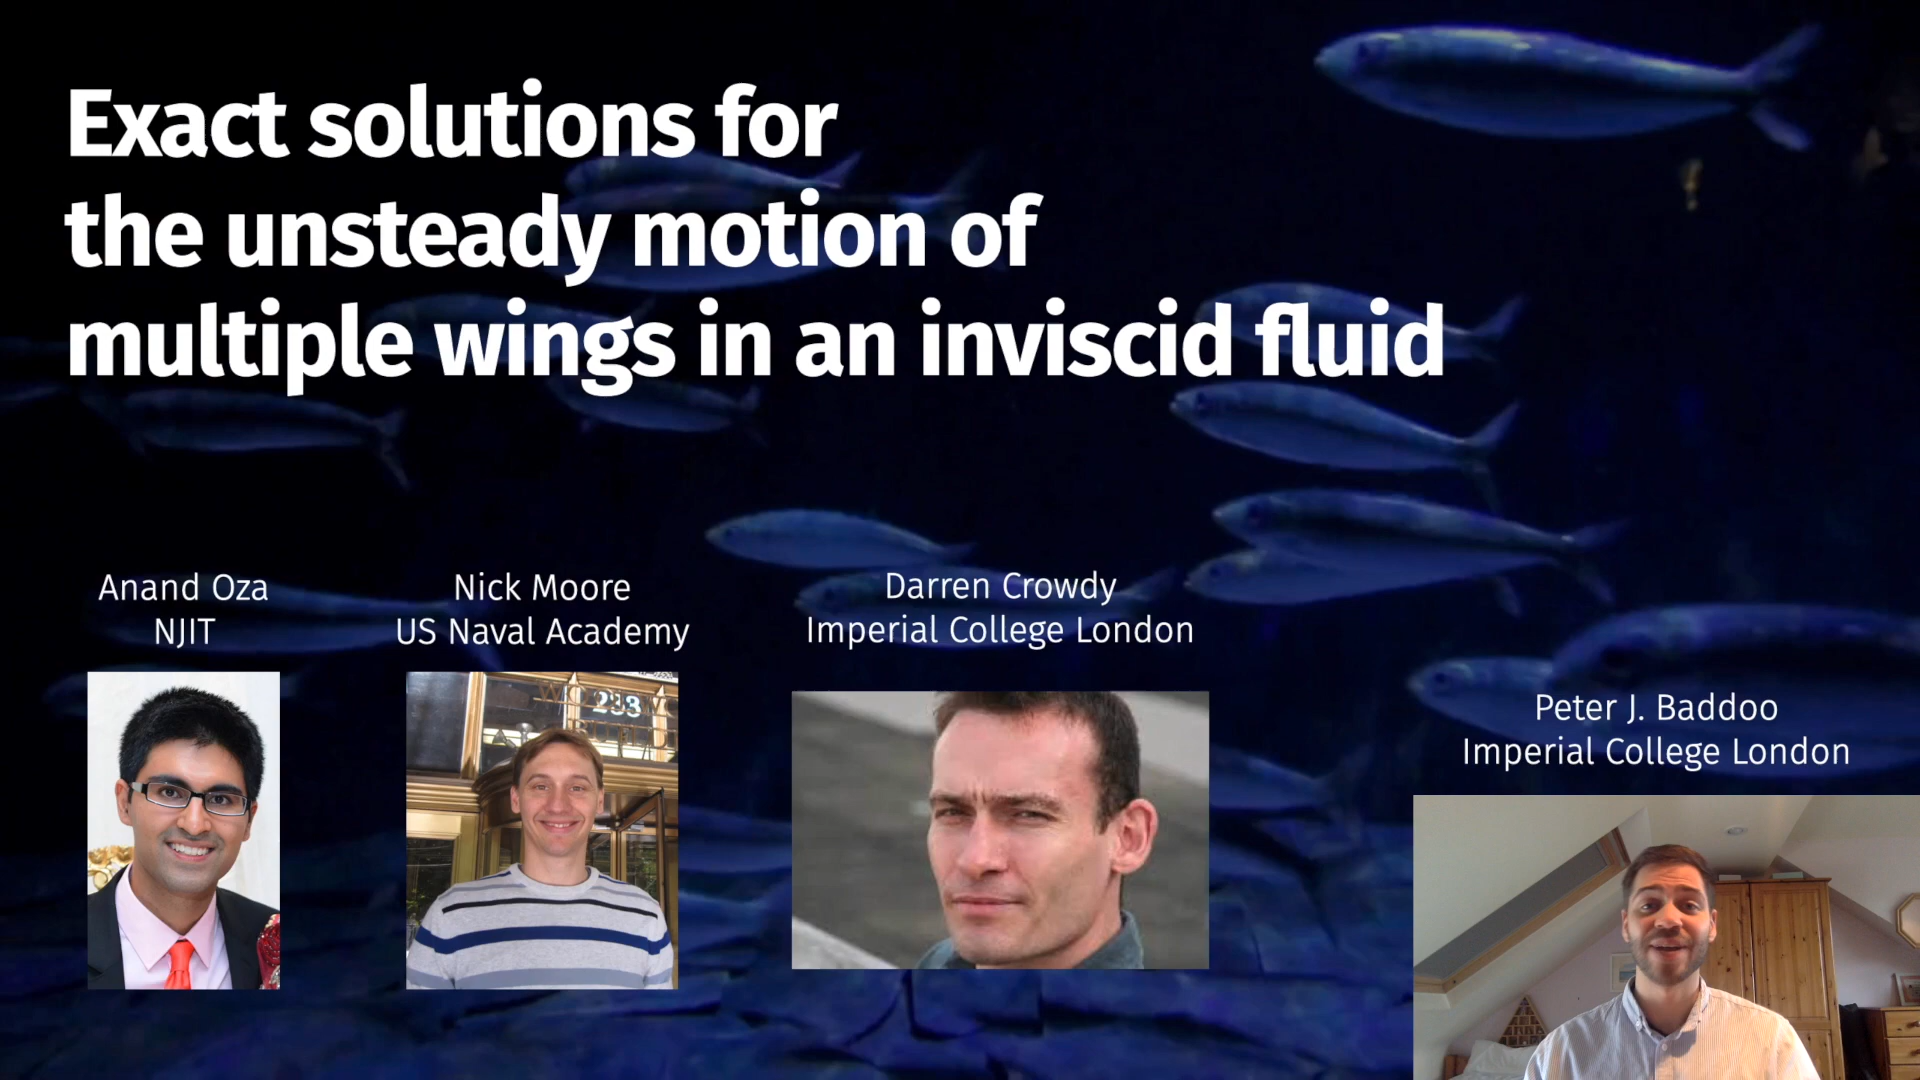 Exact solutions for
the unsteady motion of
multiple wings in an inviscid fluid
Anand Oza
NJIT
Nick Moore
US Naval Academy
Darren Crowdy
Imperial College London
Peter J. Baddoo
Imperial College London
233